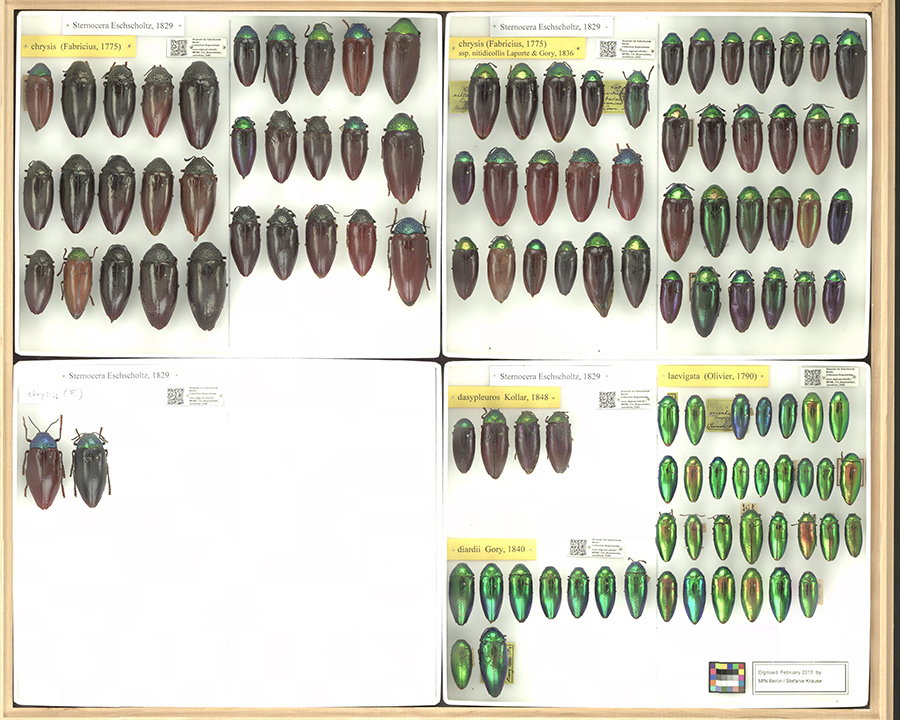 Sternocera Eschscholtz, 1829
chrysis (Fabricius, 1775)
Sternocera Eschscholtz, 1829
chrysis (Fabricius, 1775)
ssp. nitidicollis Laporte & Gory, 1836
Sternocera Eschscholtz, 1829
chrysis (F)
Sternocera Eschscholtz, 1829
dasypleuros Kollar, 1848
laevigata (Olivier, 1790)
diardii Gory, 1840
Digitised February 2013 by
MfN Berlin / Stefanie Krause